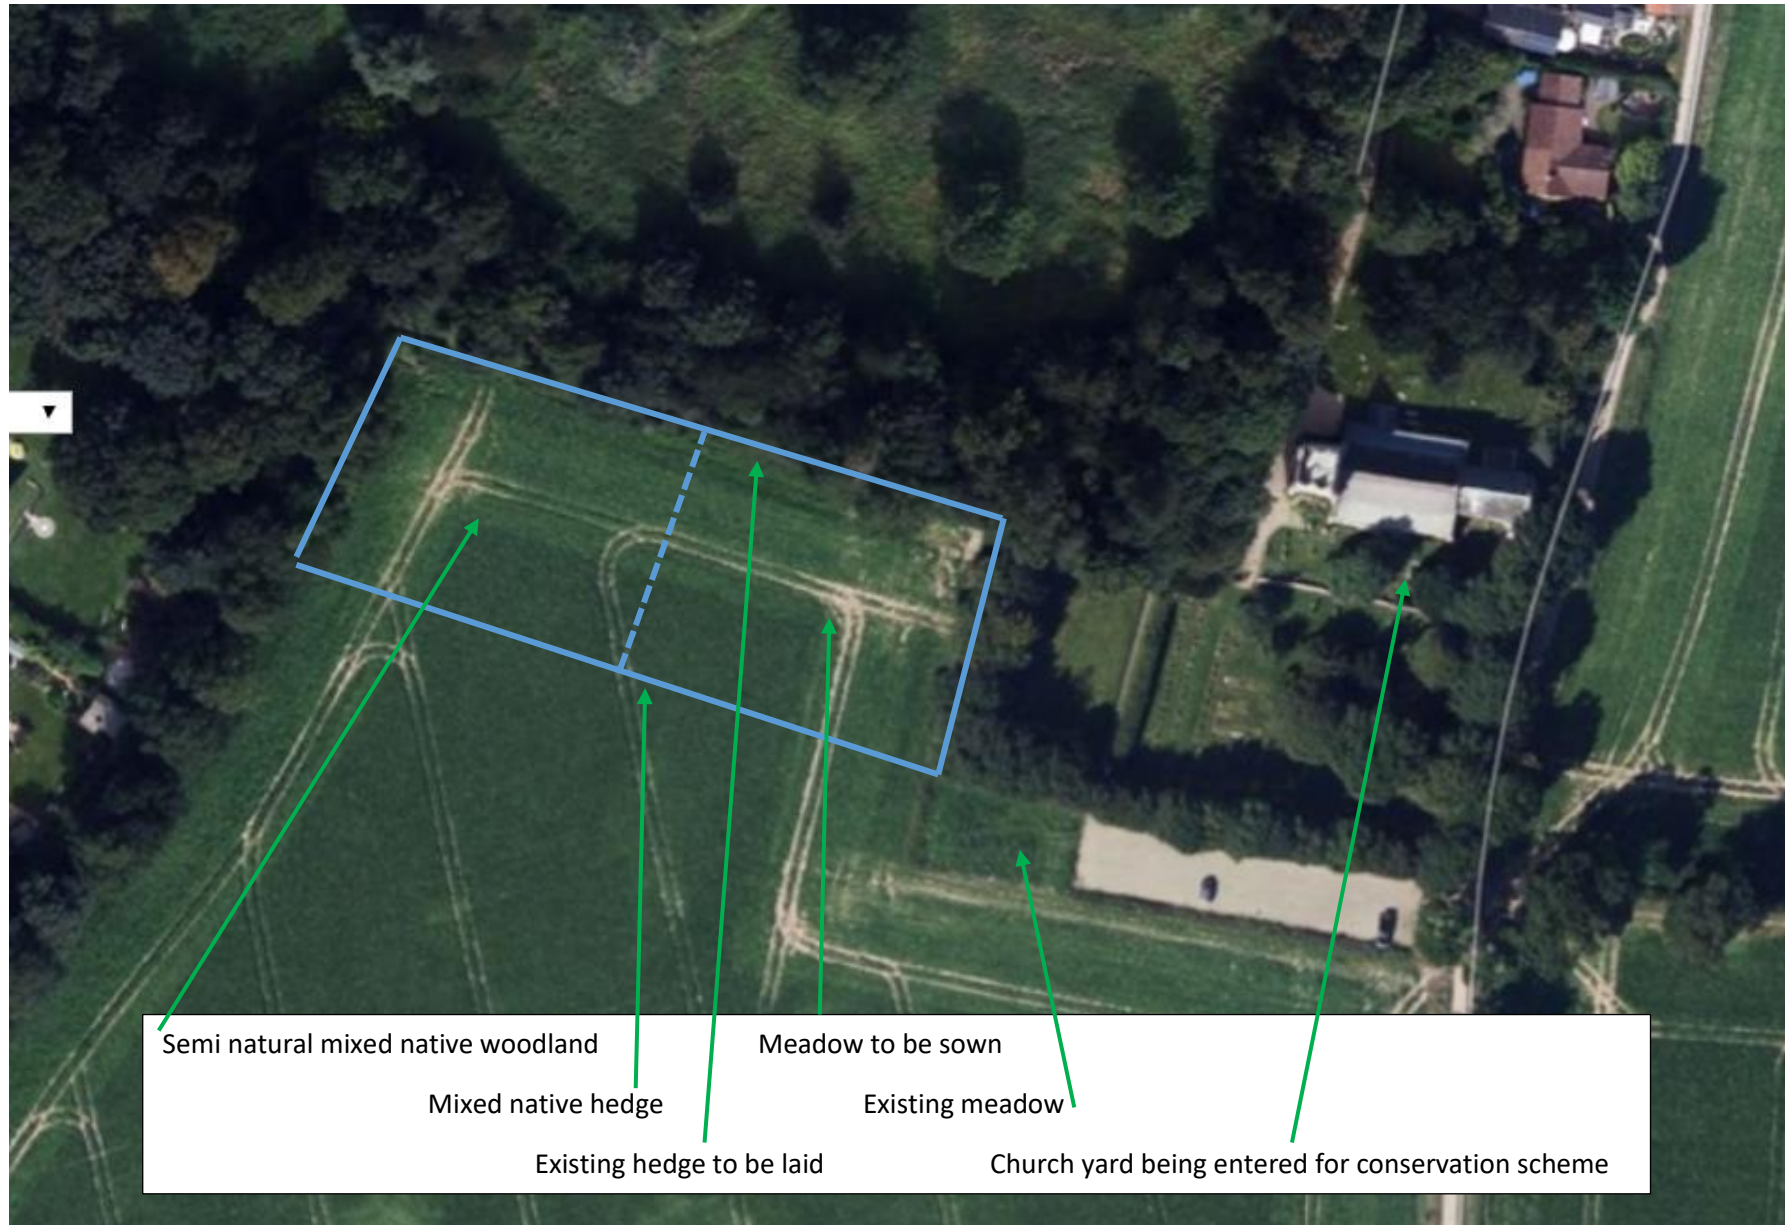 Semi natural mixed native woodland
Meadow to be sown
Mixed native hedge
Existing meadow
Existing hedge to be laid
Church yard being entered for conservation scheme